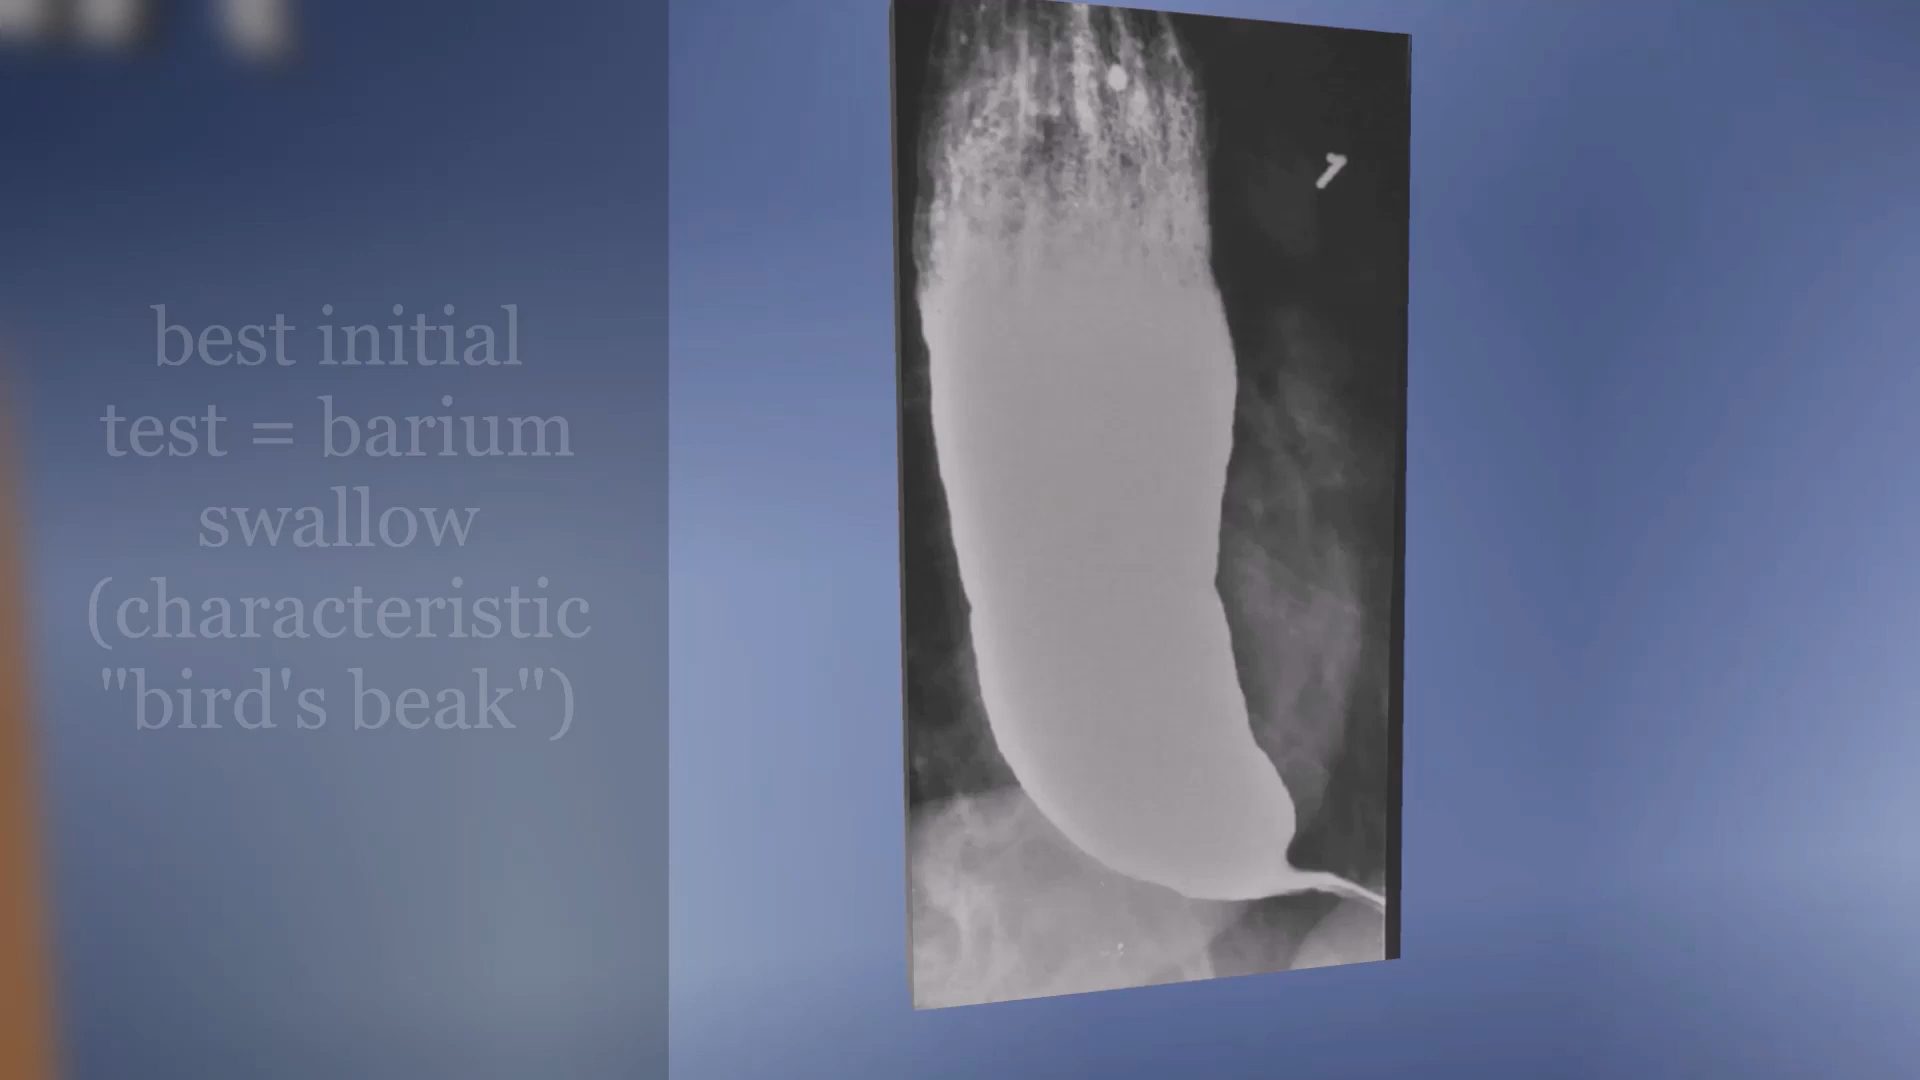 best initial
test = barium
swallow
(characteristic
"bird's beak")